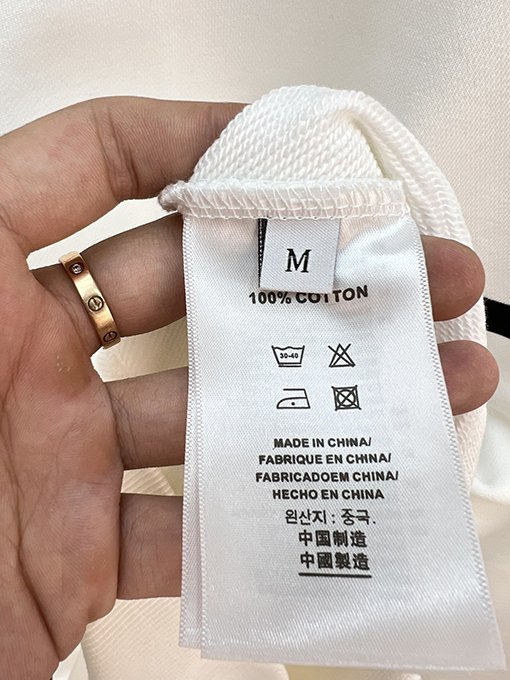 M
100% COTTON
30-40
MADE IN CHINA/
FABRIQUE EN CHINA/
FABRICADOEM CHINA/
HECHO EN CHINA
왼산지 : 중국.
中国制造
中國製造